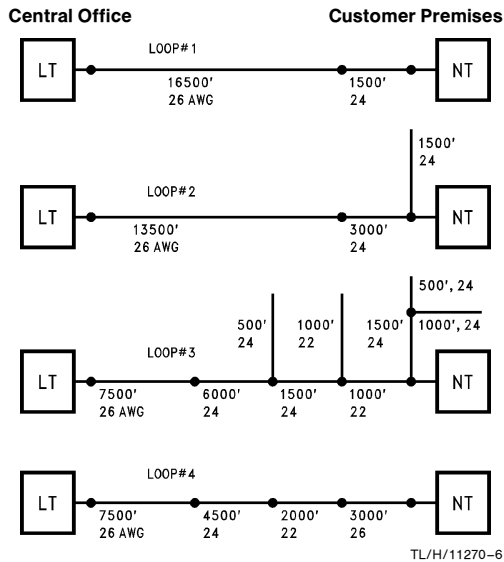 Central Office
Customer Premises
LOOP#1
LT
NT
16500'
26 AWG
1500'
24
1500'
24
LOOP#2
LT
NT
13500'
26 AWG
3000'
24
500', 24
500'
24
1000'
22
1500'
24
1000', 24
LOOP#3
LT
NT
7500'
26 AWG
6000'
24
1500'
24
1000'
22
LOOP#4
LT
NT
7500'
26 AWG
4500'
24
2000'
22
3000'
26
TL/H/11270–6